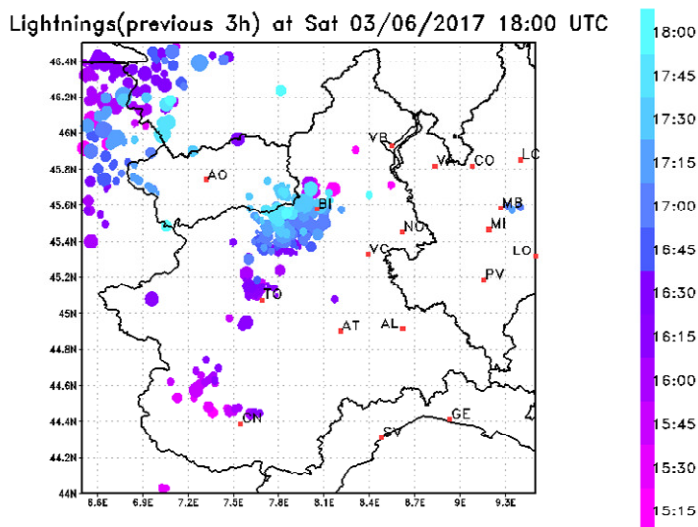 Lightnings(previous 3h) at Sat 03/06/2017 18:00 UTC
46.4N
46.2N
46N
45.8N
45.6N
45.4N
45.2N
45N
44.8N
44.6N
44.4N
44.2N
44N
6.6E 6.9E 7.2E 7.5E 7.8E 8.1E 8.4E 8.7E 9E 9.3E
VB
VA CO LC
AO
BI MB
NO MI
VC LO
TO PV
AT AL
CN GE
SV
18:00
17:45
17:30
17:15
17:00
16:45
16:30
16:15
16:00
15:45
15:30
15:15